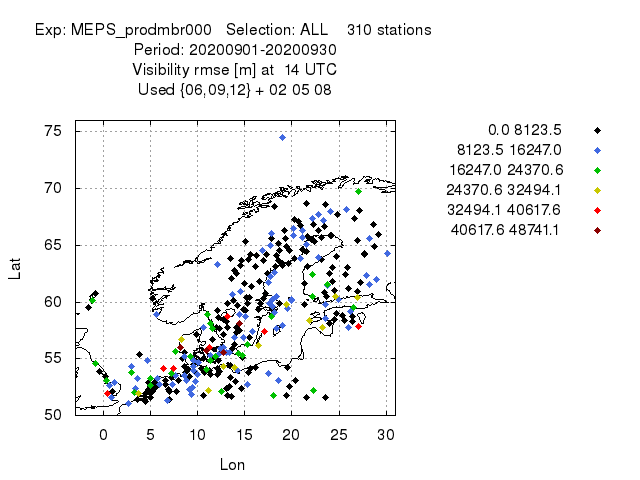 Exp: MEPS_prodmbr000 Selection: ALL 310 stations
Period: 20200901-20200930
Visibility rmse [m] at 14 UTC
Used {06,09,12} + 02 05 08
0.0 8123.5
8123.5 16247.0
16247.0 24370.6
24370.6 32494.1
32494.1 40617.6
40617.6 48741.1
75
70
65
60
55
50
Lat
0 5 10 15 20 25 30
Lon